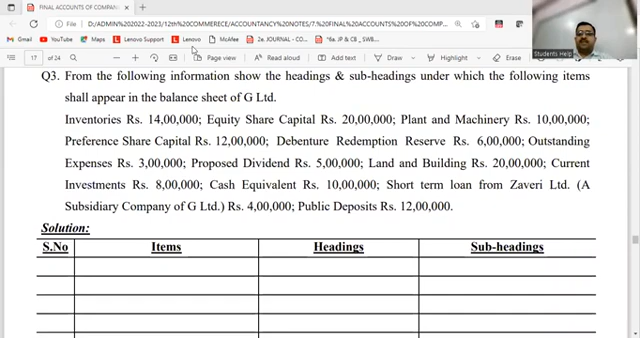 FINAL ACCOUNTS OF COMPAN
File D:/ADMIN%202022-2023/12th%20COMMERECE/ACCOUNTANCY%20NOTES/7.%20FINAL%20ACCOUNTS%20OF%20COMP...
Gmail YouTube Maps Lenovo Support Lenovo McAfee 2e. JOURNAL - CO... *6a. JP & CB _ SWB...
17 of 24 Page view Read aloud Add text Draw Highlight Erase
Students Help
Q3. From the following information show the headings & sub-headings under which the following items
shall appear in the balance sheet of G Ltd.
Inventories Rs. 14,00,000; Equity Share Capital Rs. 20,00,000; Plant and Machinery Rs. 10,00,000;
Preference Share Capital Rs. 12,00,000; Debenture Redemption Reserve Rs. 6,00,000; Outstanding
Expenses Rs. 3,00,000; Proposed Dividend Rs. 5,00,000; Land and Building Rs. 20,00,000; Current
Investments Rs. 8,00,000; Cash Equivalent Rs. 10,00,000; Short term loan from Zaveri Ltd. (A
Subsidiary Company of G Ltd.) Rs. 4,00,000; Public Deposits Rs. 12,00,000.
Solution:
S.No Items Headings Sub-headings